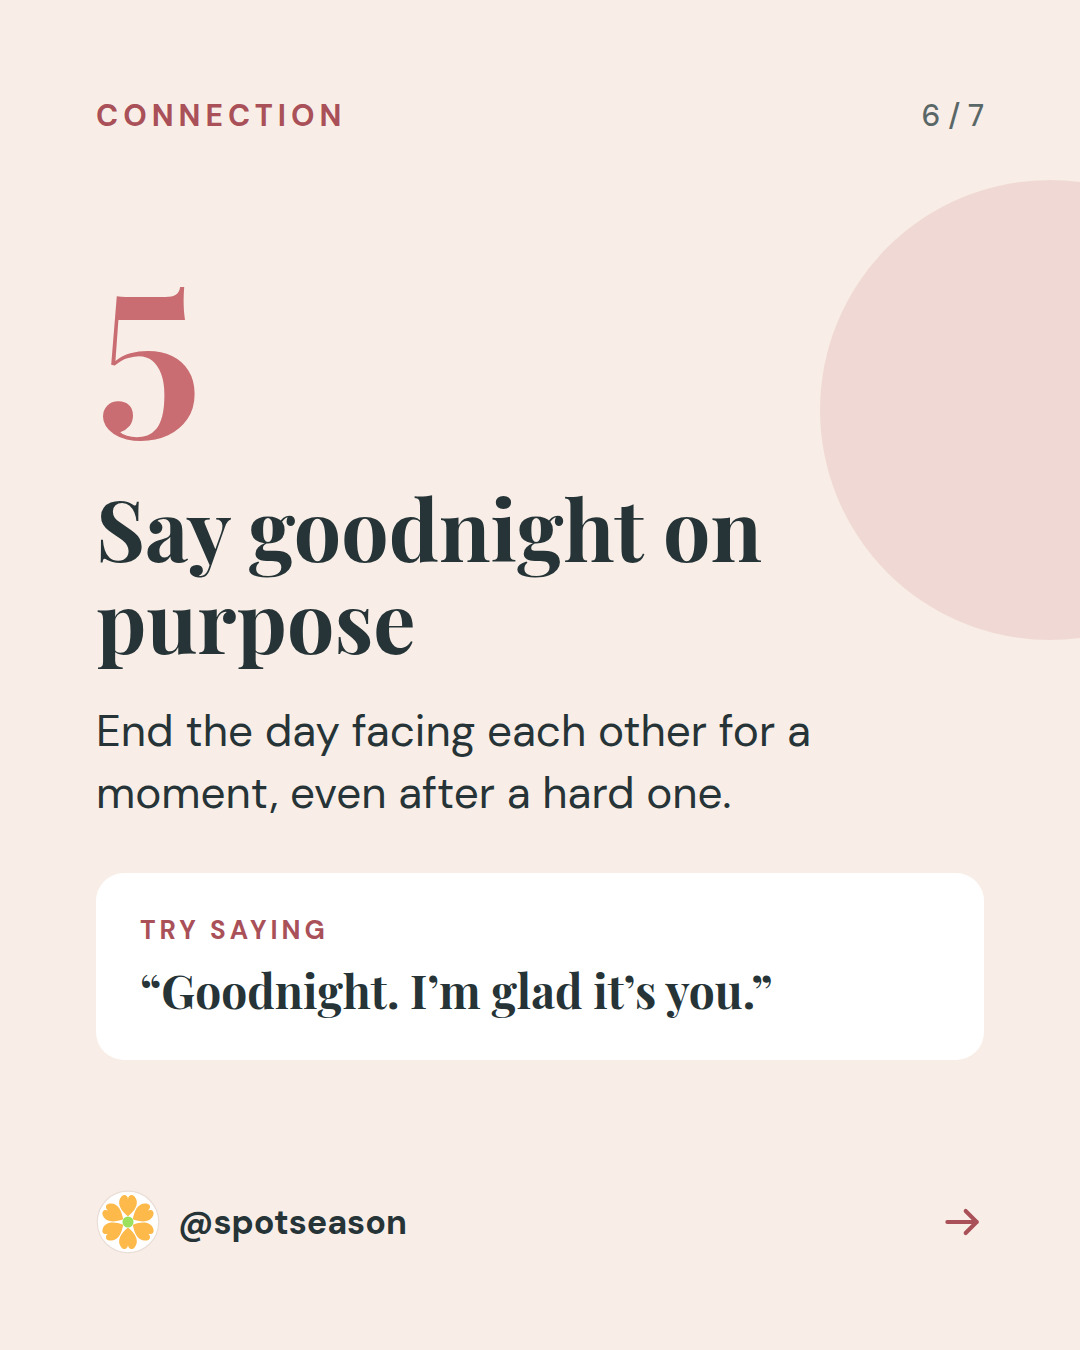 CONNECTION
6 / 7
5
Say goodnight on
purpose
End the day facing each other for a
moment, even after a hard one.
TRY SAYING
“Goodnight. I’m glad it’s you.”
@spotseason